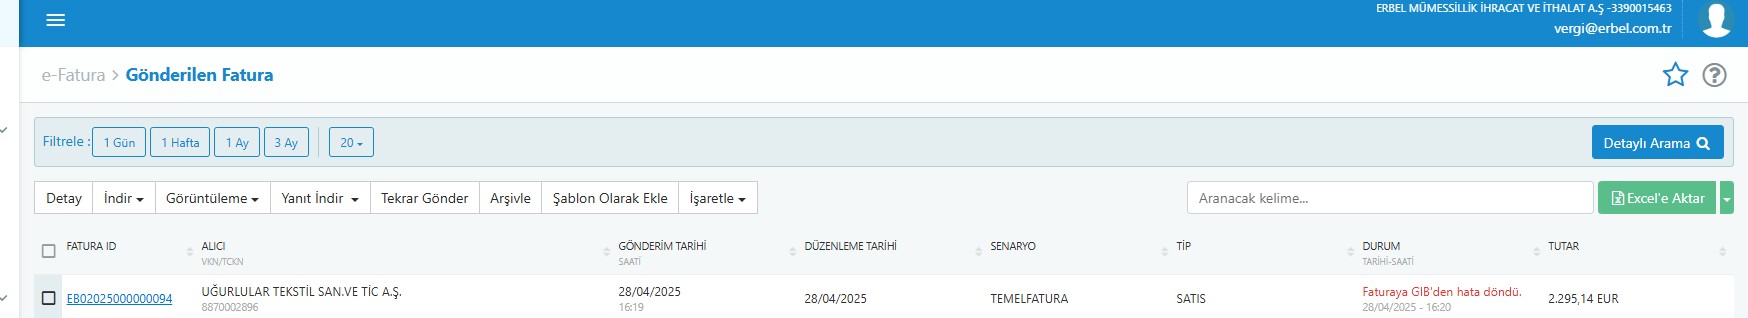 ERBEL MÜMESSİLLİK İHRACAT VE İTHALAT A.Ş -3390015463
vergi@erbel.com.tr
e-Fatura > Gönderilen Fatura
Filtrele : 1 Gün 1 Hafta 1 Ay 3 Ay 20 Detaylı Arama
Detay İndir Görüntüleme Yanıt İndir Tekrar Gönder Arşivle Şablon Olarak Ekle İşaretle Aranacak kelime... Excel'e Aktar
FATURA ID ALICI GÖNDERİM TARİHİ DÜZENLEME TARİHİ SENARYO TİP DURUM TUTAR
VKN/TCKN SAATİ TARİHİ-SAATİ
EB02025000000094 UĞURLULAR TEKSTİL SAN.VE TİC A.Ş. 28/04/2025 28/04/2025 TEMELFATURA SATIS Faturaya GIB'den hata döndü. 2.295,14 EUR
8870002896 16:19 28/04/2025 - 16:20